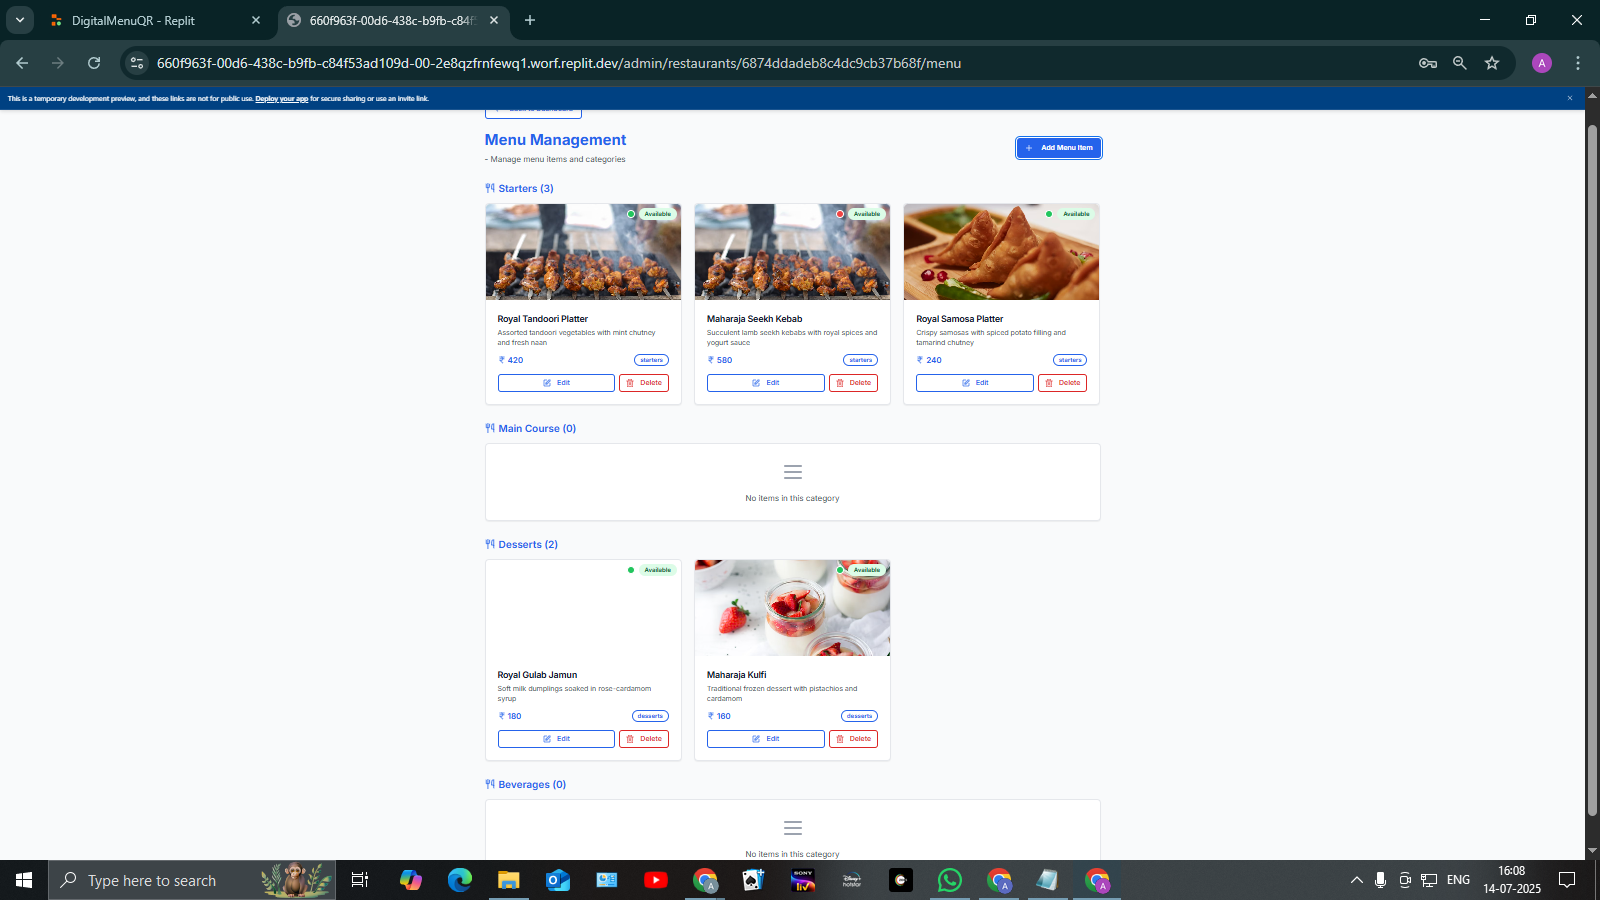 DigitalMenuQR - Replit
660f963f-00d6-438c-b9fb-c84f5
660f963f-00d6-438c-b9fb-c84f53ad109d-00-2e8qzfrnfewq1.worf.replit.dev/admin/restaurants/6874ddadeb8c4dc9cb37b68f/menu
A
This is a temporary development preview, and these links are not for public use. Deploy your app for secure sharing or use an invite link.
Menu Management
- Manage menu items and categories
+ Add Menu Item
Starters (3)
Available
Available
Available
Royal Tandoori Platter
Assorted tandoori vegetables with mint chutney
and fresh naan
₹ 420
starters
Edit
Delete
Maharaja Seekh Kebab
Succulent lamb seekh kebabs with royal spices and
yogurt sauce
₹ 580
starters
Edit
Delete
Royal Samosa Platter
Crispy samosas with spiced potato filling and
tamarind chutney
₹ 240
starters
Edit
Delete
Main Course (0)
No items in this category
Desserts (2)
Available
Available
Royal Gulab Jamun
Soft milk dumplings soaked in rose-cardamom
syrup
₹ 180
desserts
Edit
Delete
Maharaja Kulfi
Traditional frozen dessert with pistachios and
cardamom
₹ 160
desserts
Edit
Delete
Beverages (0)
No items in this category
Type here to search
SONY
liv
ENG
16:08
14-07-2025